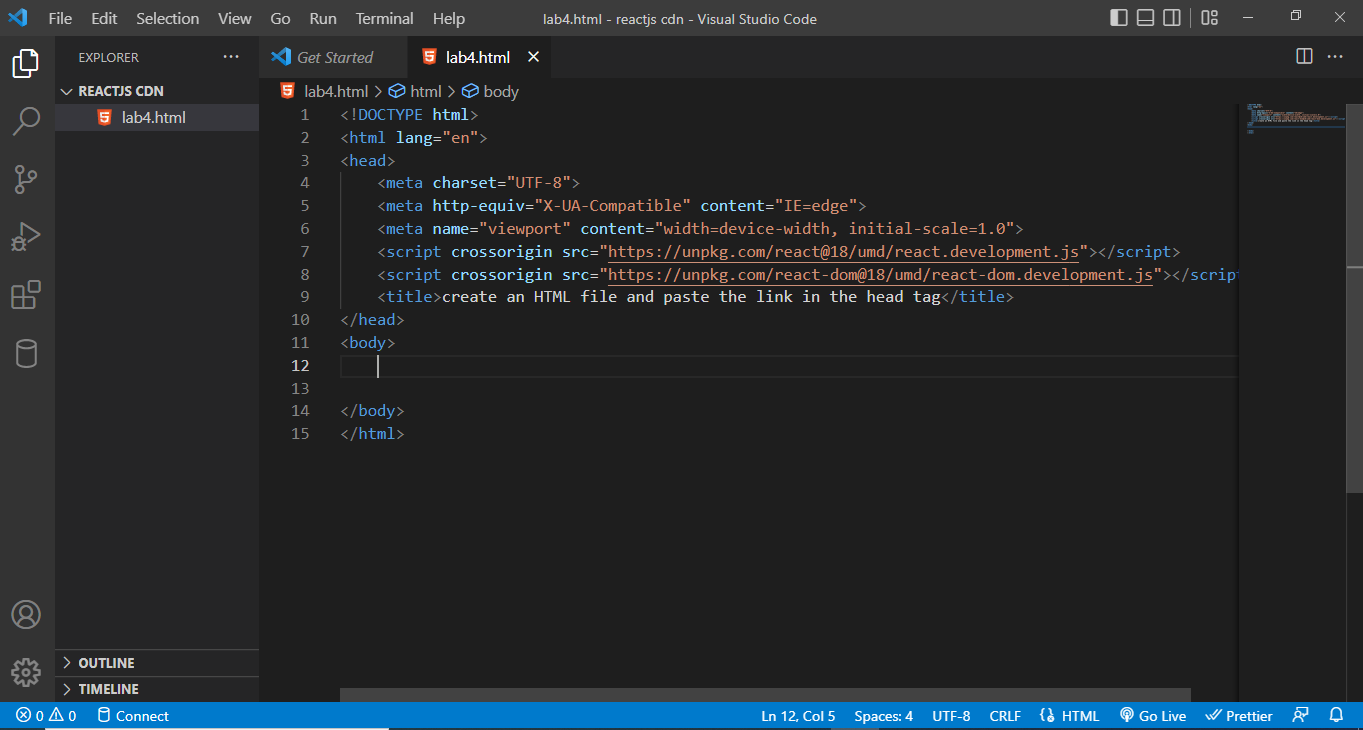 File Edit Selection View Go Run Terminal Help lab4.html - reactjs cdn - Visual Studio Code
EXPLORER
REACTJS CDN
lab4.html
OUTLINE
TIMELINE
Get Started lab4.html
lab4.html > html > body
1 <!DOCTYPE html>
2 <html lang="en">
3 <head>
4 <meta charset="UTF-8">
5 <meta http-equiv="X-UA-Compatible" content="IE=edge">
6 <meta name="viewport" content="width=device-width, initial-scale=1.0">
7 <script crossorigin src="https://unpkg.com/react@18/umd/react.development.js"></script>
8 <script crossorigin src="https://unpkg.com/react-dom@18/umd/react-dom.development.js"></script
9 <title>create an HTML file and paste the link in the head tag</title>
10 </head>
11 <body>
12
13
14 </body>
15 </html>
0 0 Connect Ln 12, Col 5 Spaces: 4 UTF-8 CRLF HTML Go Live Prettier